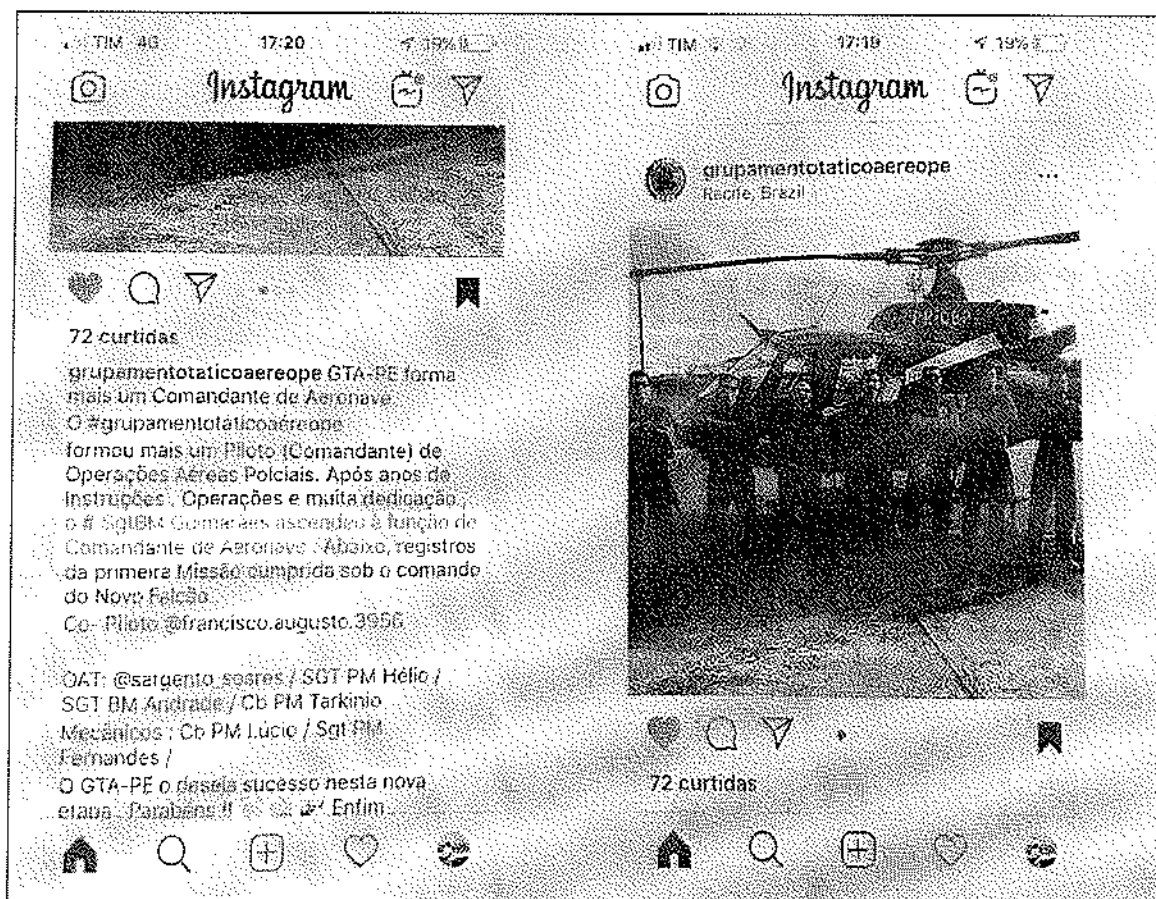 TIM 4G 17:20 19%
Instagram
72 curtidas
grupamentotaticoaereope GTA-PE forma
mais um Comandante de Aeronave
O #grupamentotaticoaereope
formou mais um Piloto (Comandante) de
Operações Aéreas Polciais. Após anos de
Instruções . Operações e muita dedicação ,
o # SgtBM Guimarães ascendeu à função de
Comandante de Aeronave . Abaixo, registros
da primeira Missão cumprida sob o comando
do Novo Falcão
Co- Piloto @francisco.augusto.3956
OAT: @sargento_soares / SGT PM Hélio /
SGT BM Andrade / Cb PM Tarkinio
Mecânicos : Cb PM Lúcio / Sgt PM
Fernandes /
O GTA-PE o deseja sucesso nesta nova
etapa . Parabéns !! Enfim
TIM 17:19 19%
Instagram
grupamentotaticoaereope
Recife, Brazil
72 curtidas